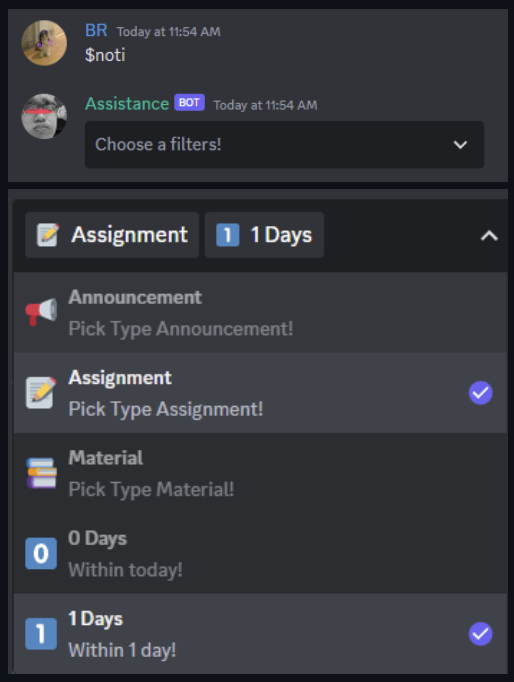 BR Today at 11:54 AM
$noti
Assistance BOT Today at 11:54 AM
Choose a filters!
Assignment 1 1 Days
Announcement
Pick Type Announcement!
Assignment
Pick Type Assignment!
Material
Pick Type Material!
0 Days
0
Within today!
1 Days
1
Within 1 day!